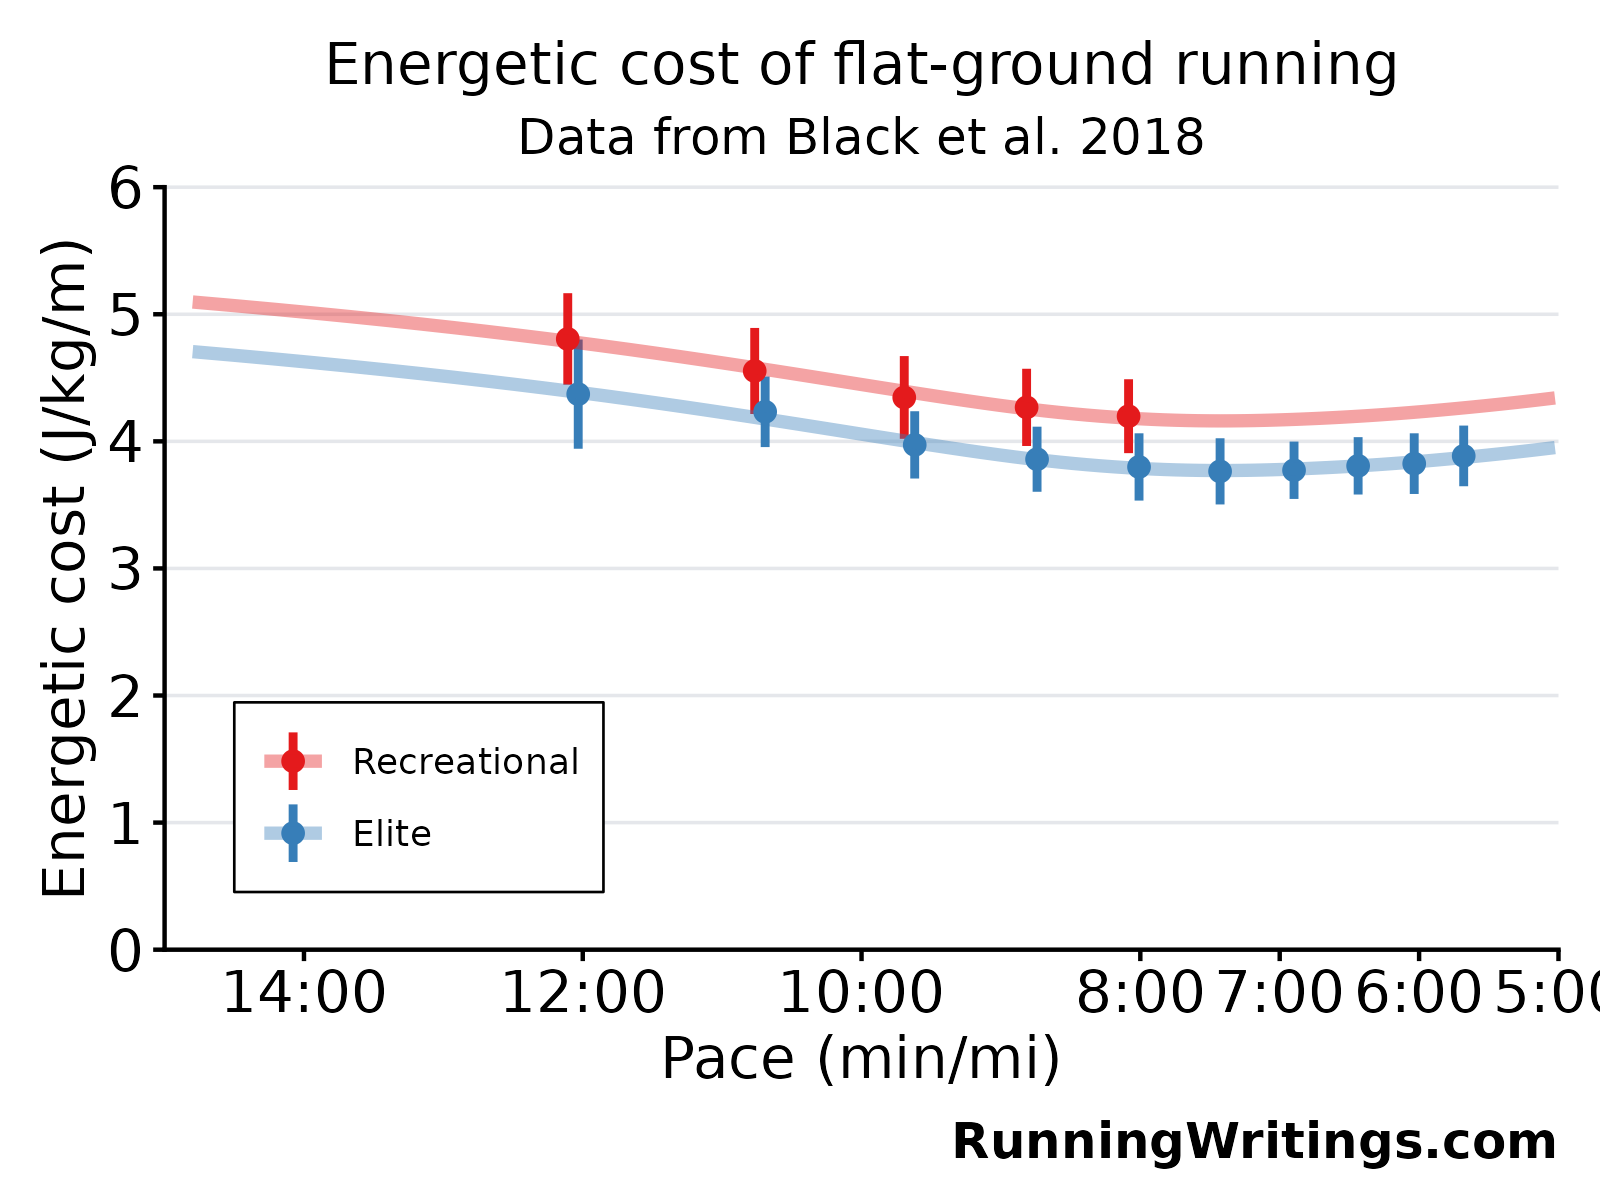 Energetic cost of flat-ground running
Data from Black et al. 2018
Energetic cost (J/kg/m)
6
5
4
3
2
1
0
Recreational
Elite
14:00 12:00 10:00 8:00 7:00 6:00 5:00
Pace (min/mi)
RunningWritings.com